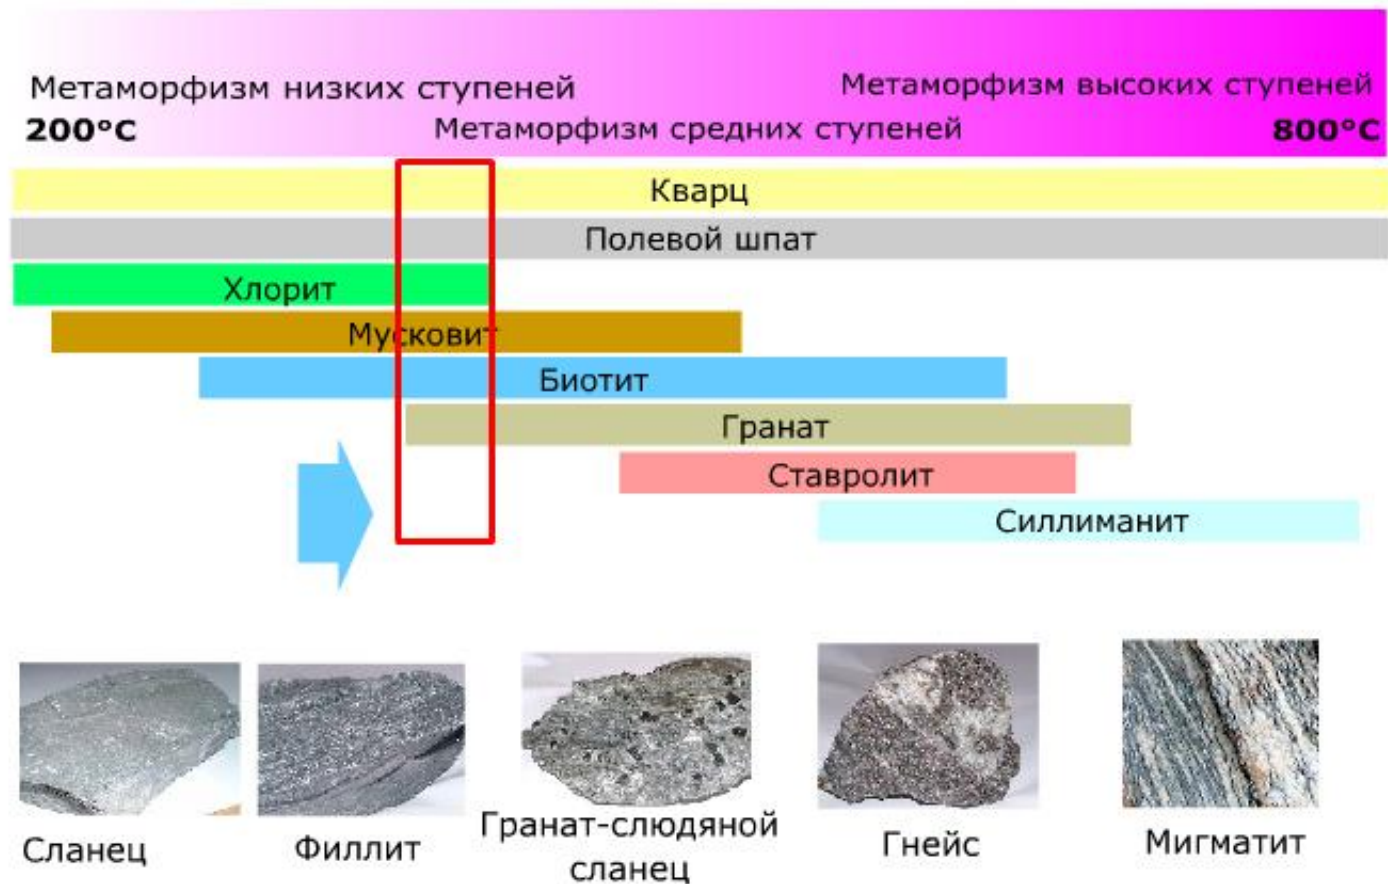 Метаморфизм низких ступеней
Метаморфизм высоких ступеней
200°C
Метаморфизм средних ступеней
800°C
Кварц
Полевой шпат
Хлорит
Мусковит
Биотит
Гранат
Ставролит
Силлиманит
Сланец
Филлит
Гранат-слюдяной
сланец
Гнейс
Мигматит